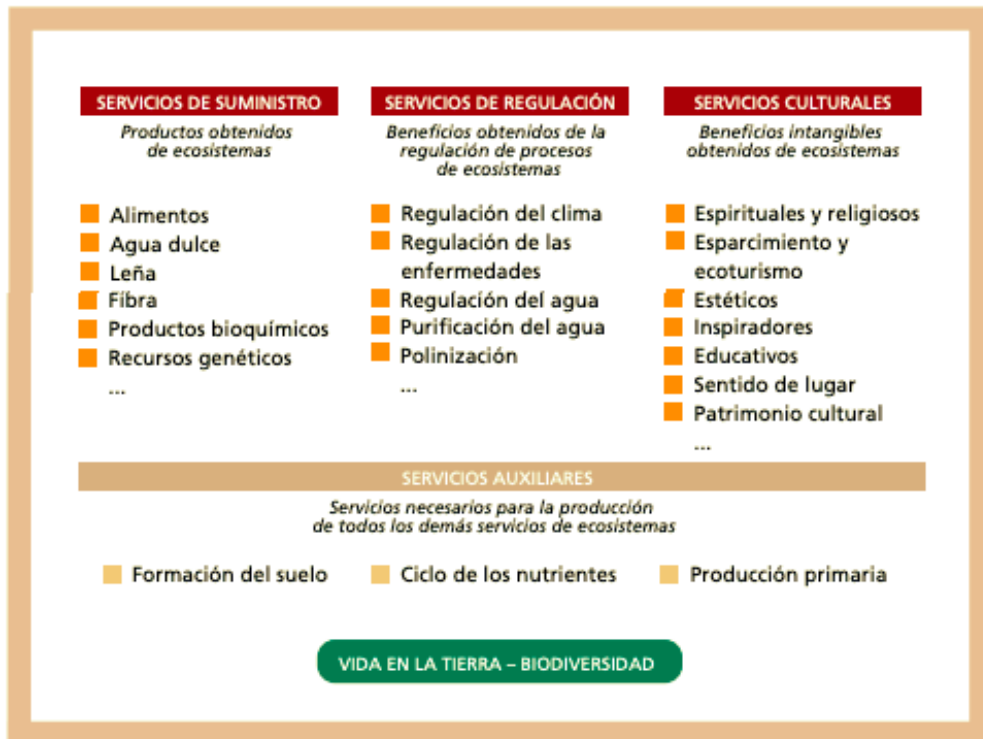 SERVICIOS DE SUMINISTRO
Productos obtenidos
de ecosistemas
Alimentos
Agua dulce
Leña
Fibra
Productos bioquímicos
Recursos genéticos
...
SERVICIOS DE REGULACIÓN
Beneficios obtenidos de la
regulación de procesos
de ecosistemas
Regulación del clima
Regulación de las
enfermedades
Regulación del agua
Purificación del agua
Polinización
...
SERVICIOS CULTURALES
Beneficios intangibles
obtenidos de ecosistemas
Espirituales y religiosos
Esparcimiento y
ecoturismo
Estéticos
Inspiradores
Educativos
Sentido de lugar
Patrimonio cultural
...
SERVICIOS AUXILIARES
Servicios necesarios para la producción
de todos los demás servicios de ecosistemas
Formación del suelo
Ciclo de los nutrientes
Producción primaria
VIDA EN LA TIERRA – BIODIVERSIDAD